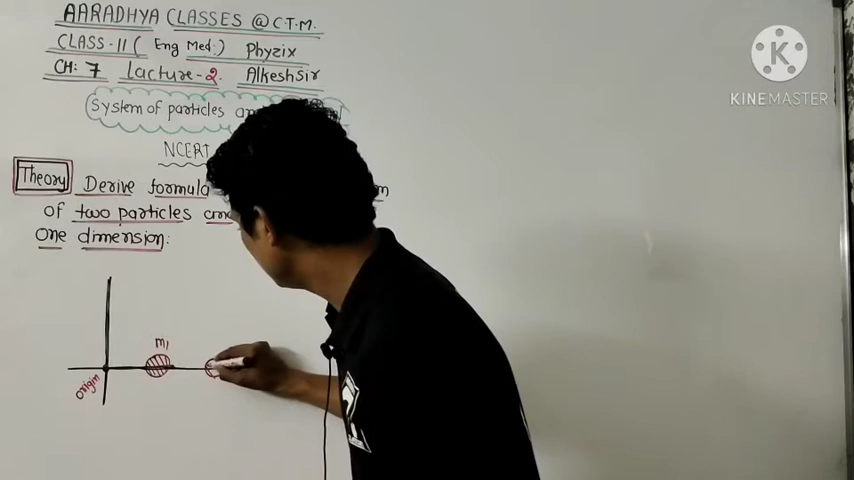 AARADHYA CLASSES @ C.T.M.
CLASS-11 ( Eng Med:) Phyzix
CH: 7 Lacture-2. Alkeshsir
System of particles
NCERT
Theory Derive formula
of two particles
one dimension:
m1
origin
K
KINEMASTER